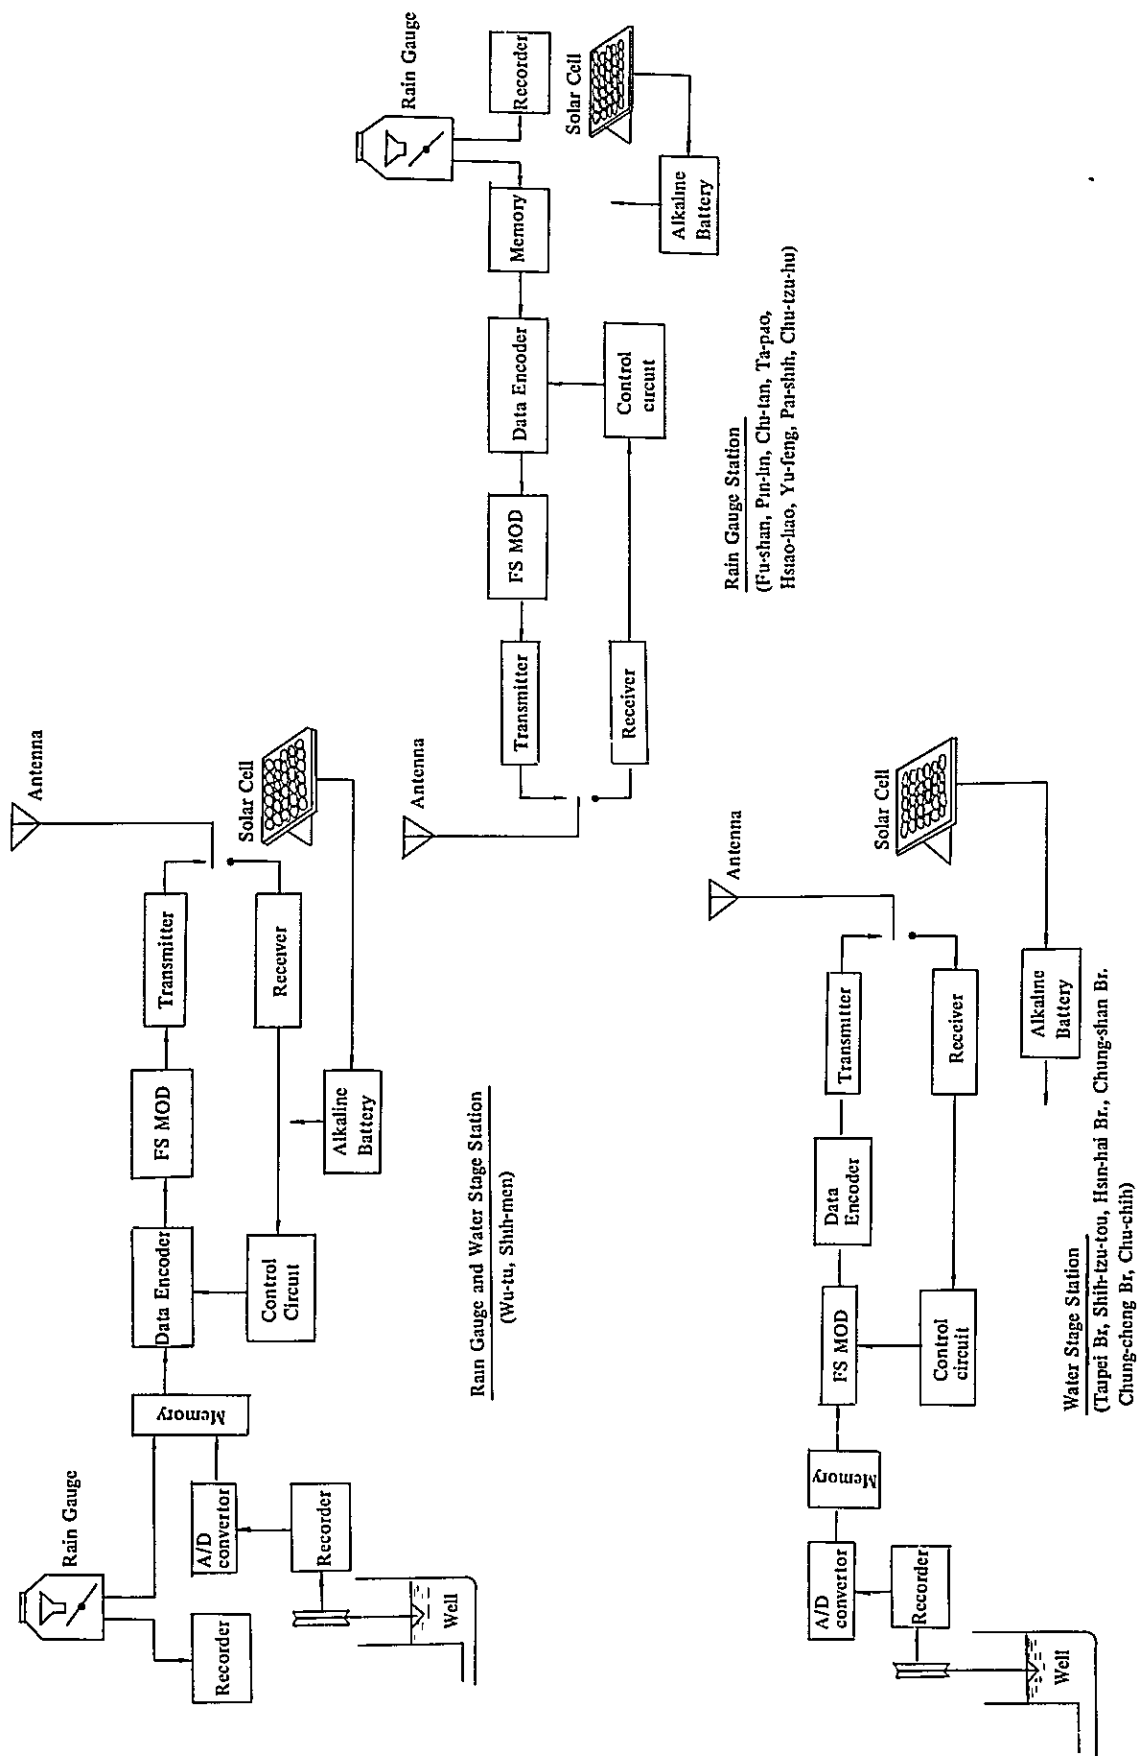 Rain Gauge
Recorder
A/D
convertor
Recorder
Well
Memory
Data Encoder
Control
Circuit
FS MOD
Transmitter
Receiver
Antenna
Solar Cell
Alkaline
Battery
Rain Gauge and Water Stage Station
(Wu-tu, Shih-men)
Antenna
Transmitter
Receiver
FS MOD
Data Encoder
Control
circuit
Memory
Rain Gauge
Recorder
Solar Cell
Alkaline
Battery
Rain Gauge Station
(Fu-shan, Pin-lin, Chu-tan, Ta-pao,
Hsiao-liao, Yu-feng, Pai-shih, Chu-tzu-hu)
Well
Recorder
A/D
convertor
Memory
FS MOD
Control
circuit
Data
Encoder
Transmitter
Receiver
Antenna
Solar Cell
Alkaline
Battery
Water Stage Station
(Taipei Br, Shih-tzu-tou, Hsin-hai Br., Chung-shan Br.
Chung-cheng Br, Chu-chih)